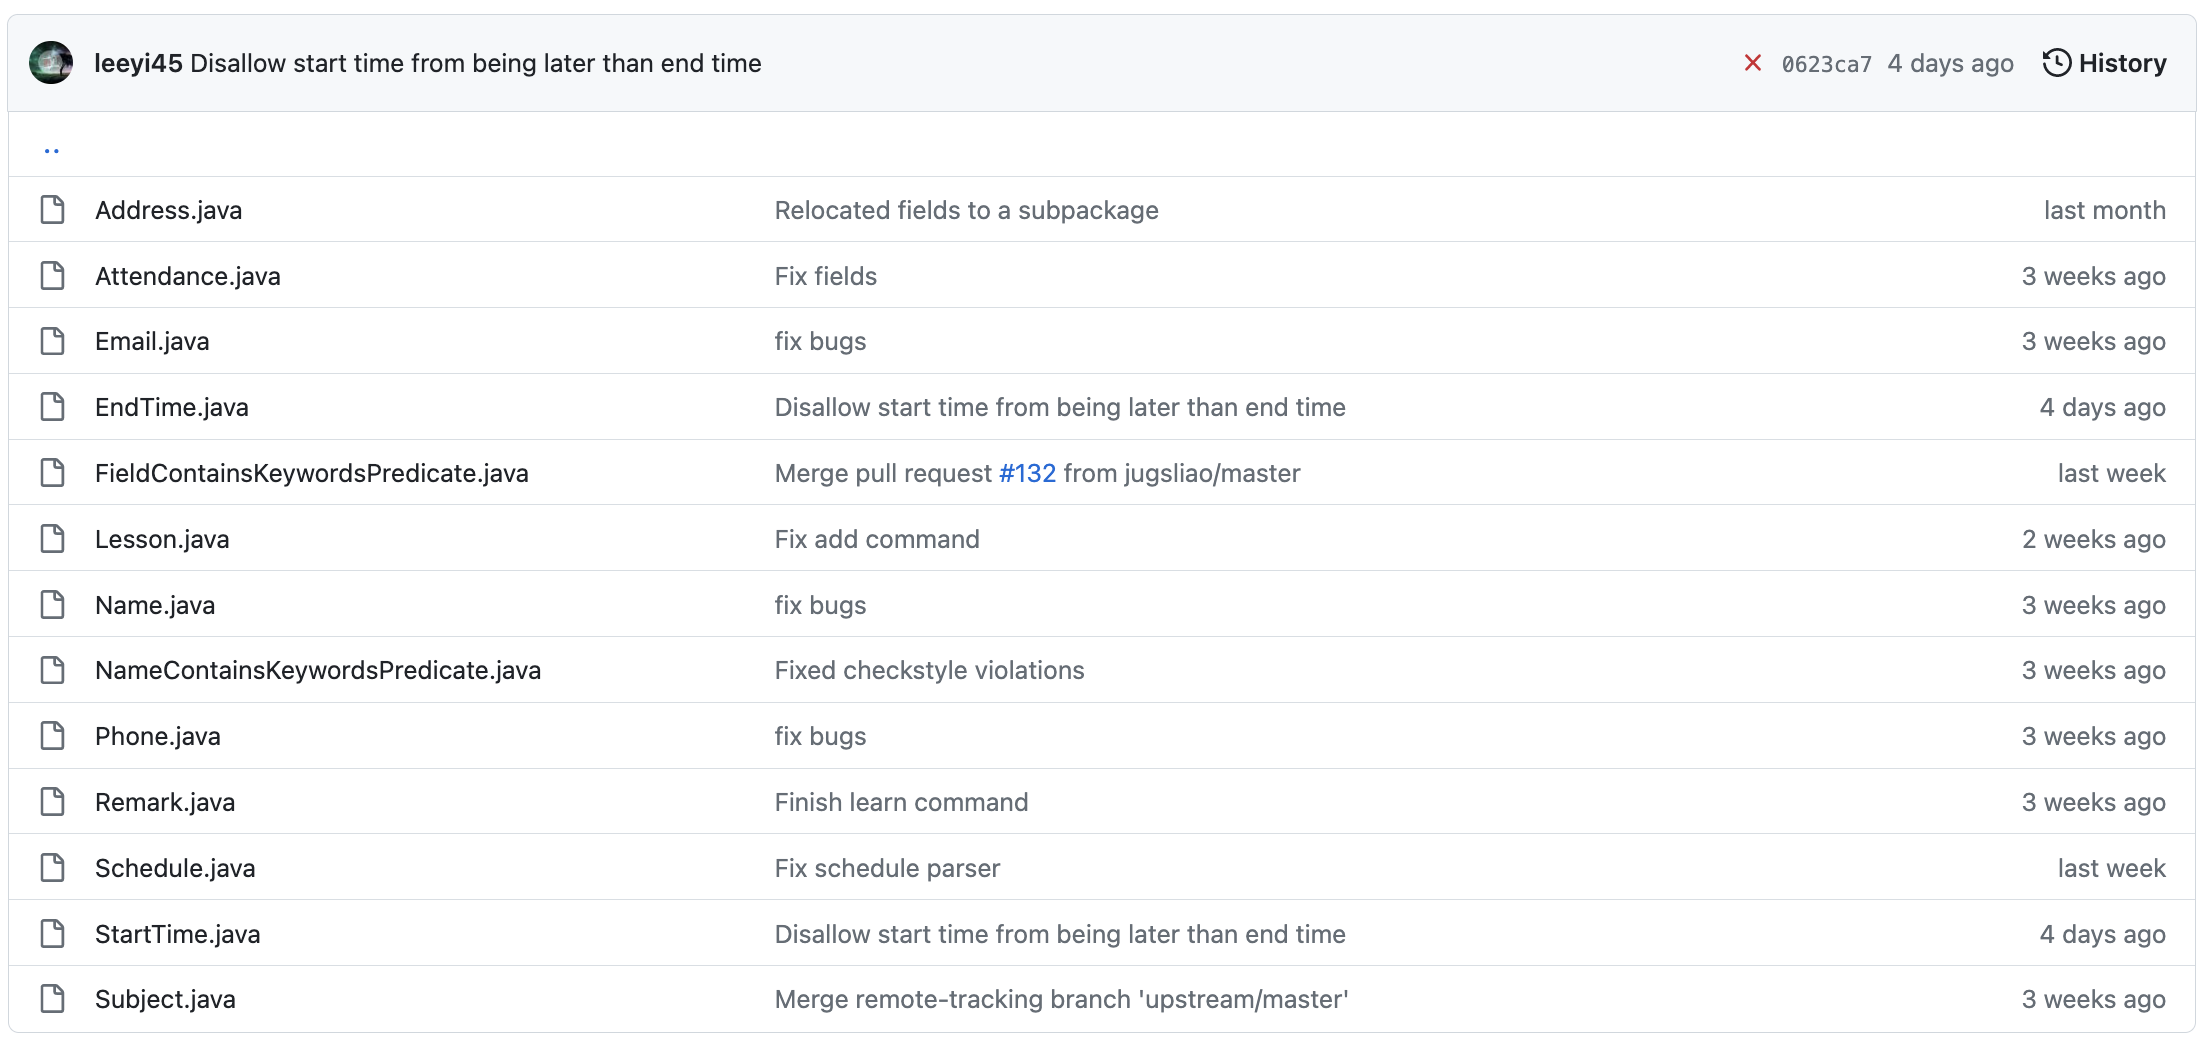 leeyi45 Disallow start time from being later than end time 0623ca7 4 days ago History
..
Address.java Relocated fields to a subpackage last month
Attendance.java Fix fields 3 weeks ago
Email.java fix bugs 3 weeks ago
EndTime.java Disallow start time from being later than end time 4 days ago
FieldContainsKeywordsPredicate.java Merge pull request #132 from jugsliao/master last week
Lesson.java Fix add command 2 weeks ago
Name.java fix bugs 3 weeks ago
NameContainsKeywordsPredicate.java Fixed checkstyle violations 3 weeks ago
Phone.java fix bugs 3 weeks ago
Remark.java Finish learn command 3 weeks ago
Schedule.java Fix schedule parser last week
StartTime.java Disallow start time from being later than end time 4 days ago
Subject.java Merge remote-tracking branch 'upstream/master' 3 weeks ago